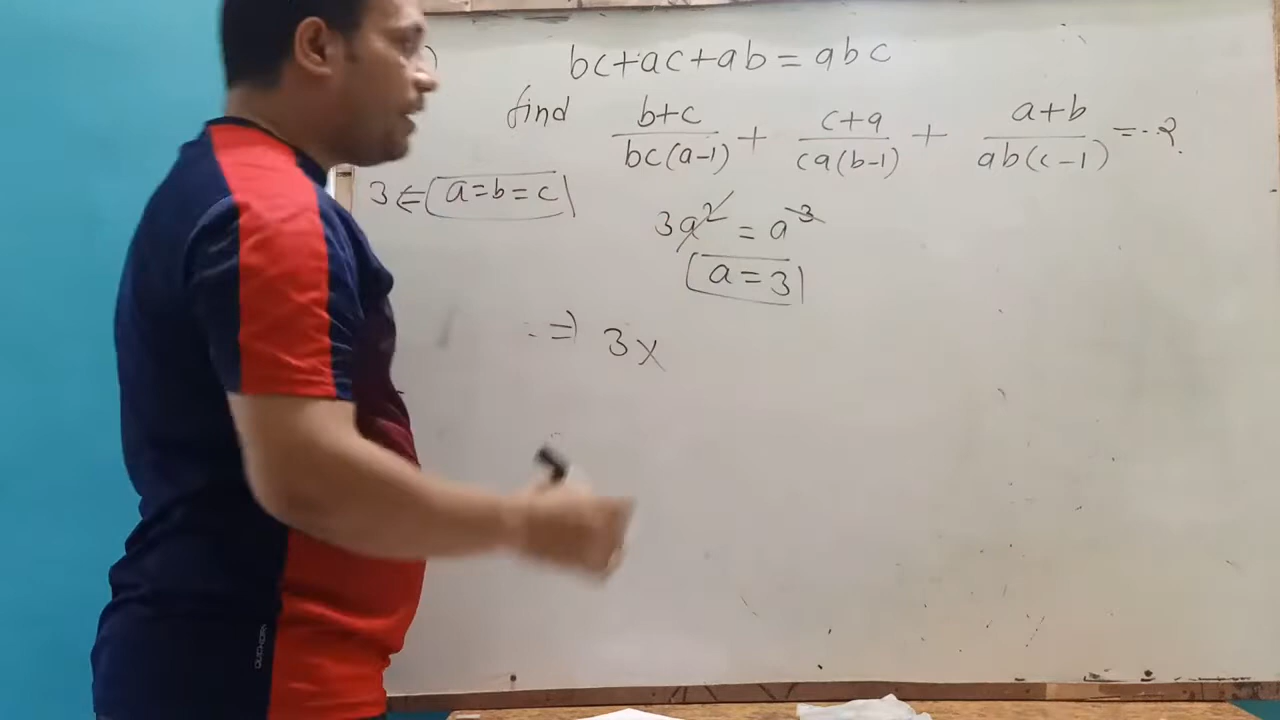 ) bc+ac+ab = abc
find b+c/bc(a-1) + c+a/ca(b-1) + a+b/ab(c-1) = ?
3 ⇐ a=b=c
3a² = a³
a = 3
⇒ 3x